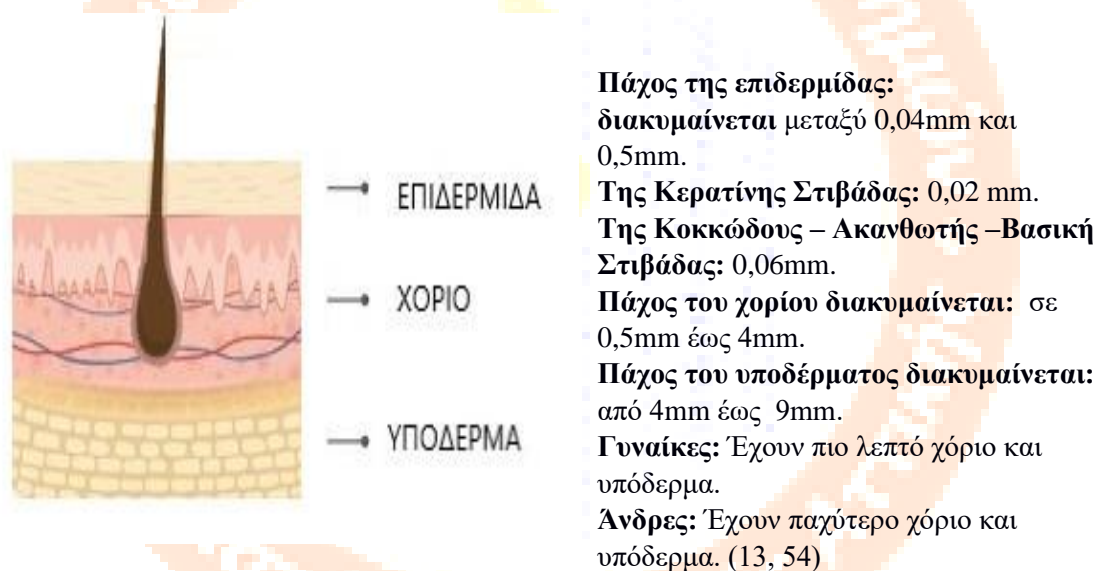 ΕΠΙΔΕΡΜΙΔΑ
ΧΟΡΙΟ
ΥΠΟΔΕΡΜΑ
Πάχος της επιδερμίδας:
διακυμαίνεται μεταξύ 0,04mm και
0,5mm.
Της Κερατίνης Στιβάδας: 0,02 mm.
Της Κοκκώδους – Ακανθωτής –Βασική
Στιβάδας: 0,06mm.
Πάχος του χορίου διακυμαίνεται: σε
0,5mm έως 4mm.
Πάχος του υποδέρματος διακυμαίνεται:
από 4mm έως 9mm.
Γυναίκες: Έχουν πιο λεπτό χόριο και
υπόδερμα.
Άνδρες: Έχουν παχύτερο χόριο και
υπόδερμα. (13, 54)